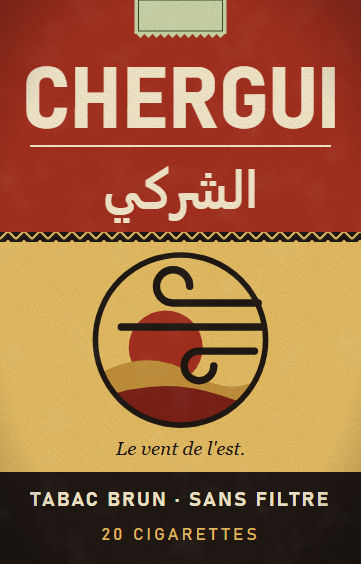 CHERGUI
الشركي
Le vent de l'est.
TABAC BRUN · SANS FILTRE
20 CIGARETTES